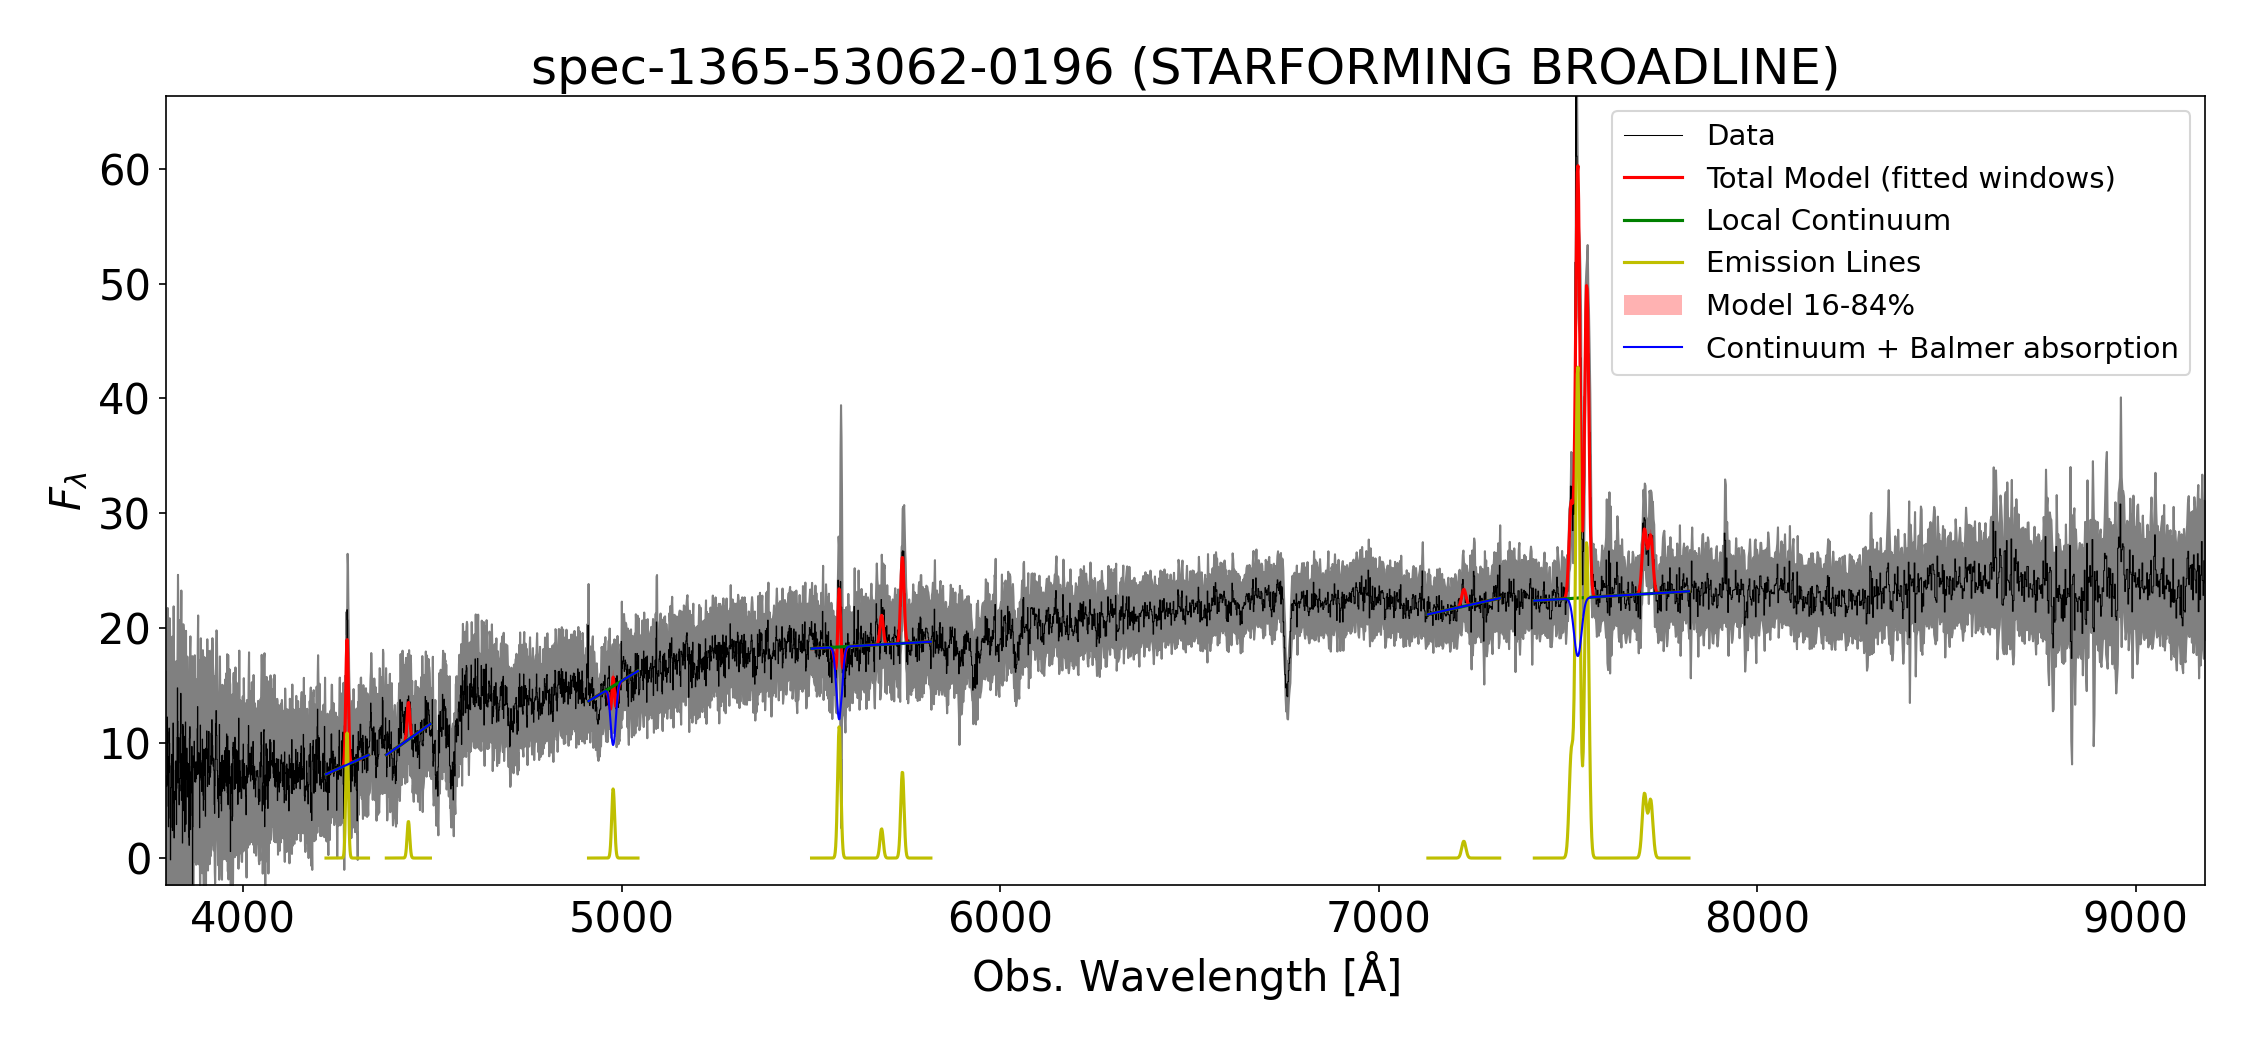 spec-1365-53062-0196 (STARFORMING BROADLINE)
Data
Total Model (fitted windows)
Local Continuum
Emission Lines
Model 16-84%
Continuum + Balmer absorption
60
50
40
30
20
10
0
Fλ
4000 5000 6000 7000 8000 9000
Obs. Wavelength [Å]